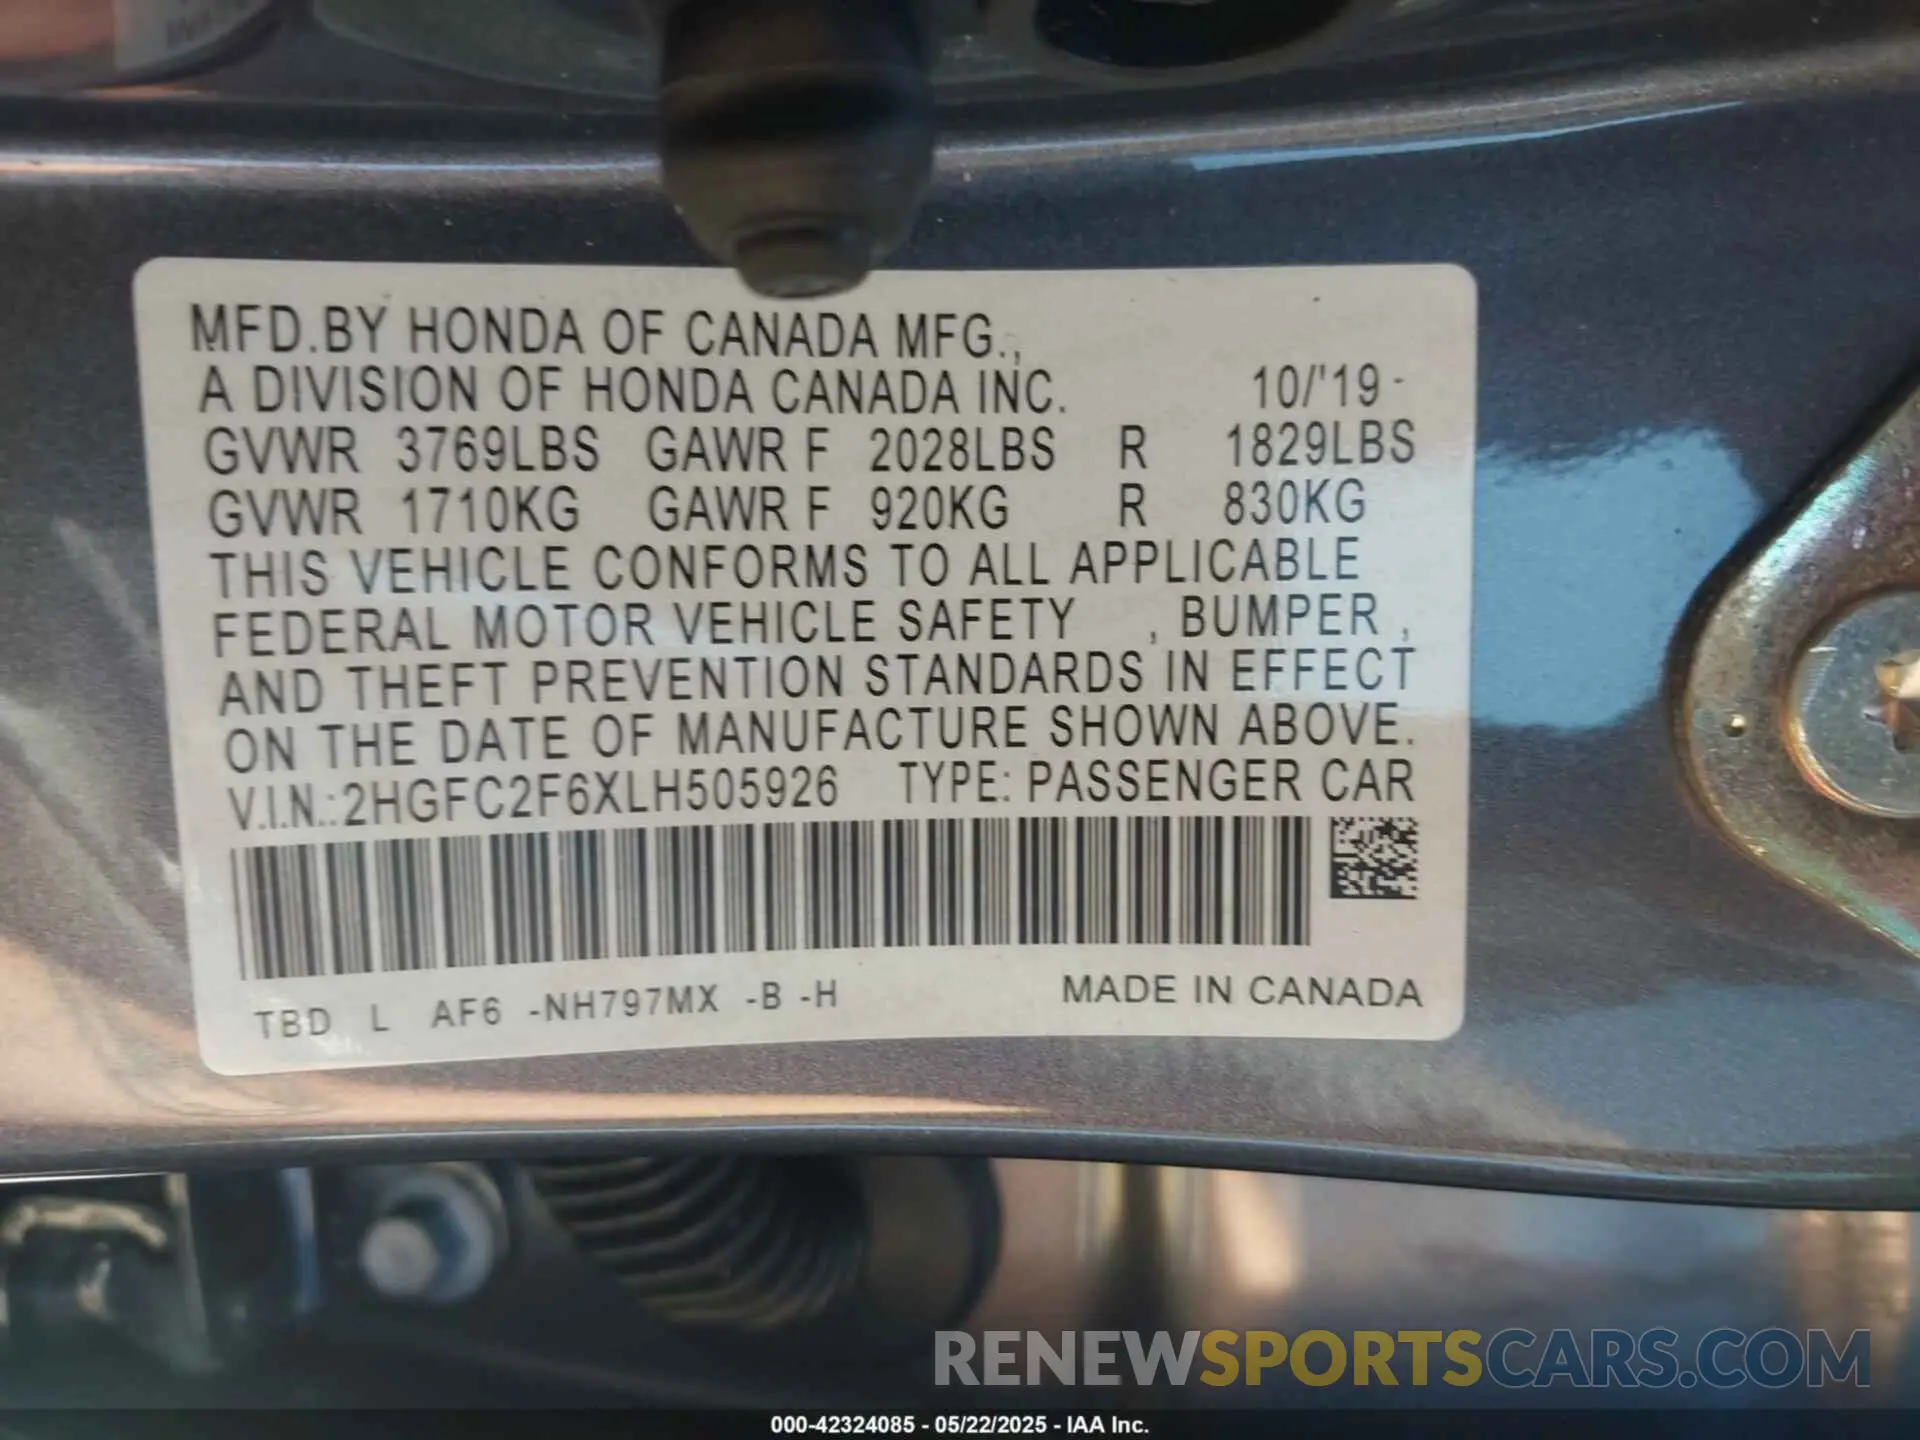 MFD.BY HONDA OF CANADA MFG.,
A DIVISION OF HONDA CANADA INC. 10/'19
GVWR 3769LBS GAWR F 2028LBS R 1829LBS
GVWR 1710KG GAWR F 920KG R 830KG
THIS VEHICLE CONFORMS TO ALL APPLICABLE
FEDERAL MOTOR VEHICLE SAFETY , BUMPER ,
AND THEFT PREVENTION STANDARDS IN EFFECT
ON THE DATE OF MANUFACTURE SHOWN ABOVE.
V.I.N.:2HGFC2F6XLH505926 TYPE: PASSENGER CAR
TBD L AF6 -NH797MX -B -H MADE IN CANADA
RENEWSPORTSCARS.COM
000-42324085 - 05/22/2025 - IAA Inc.